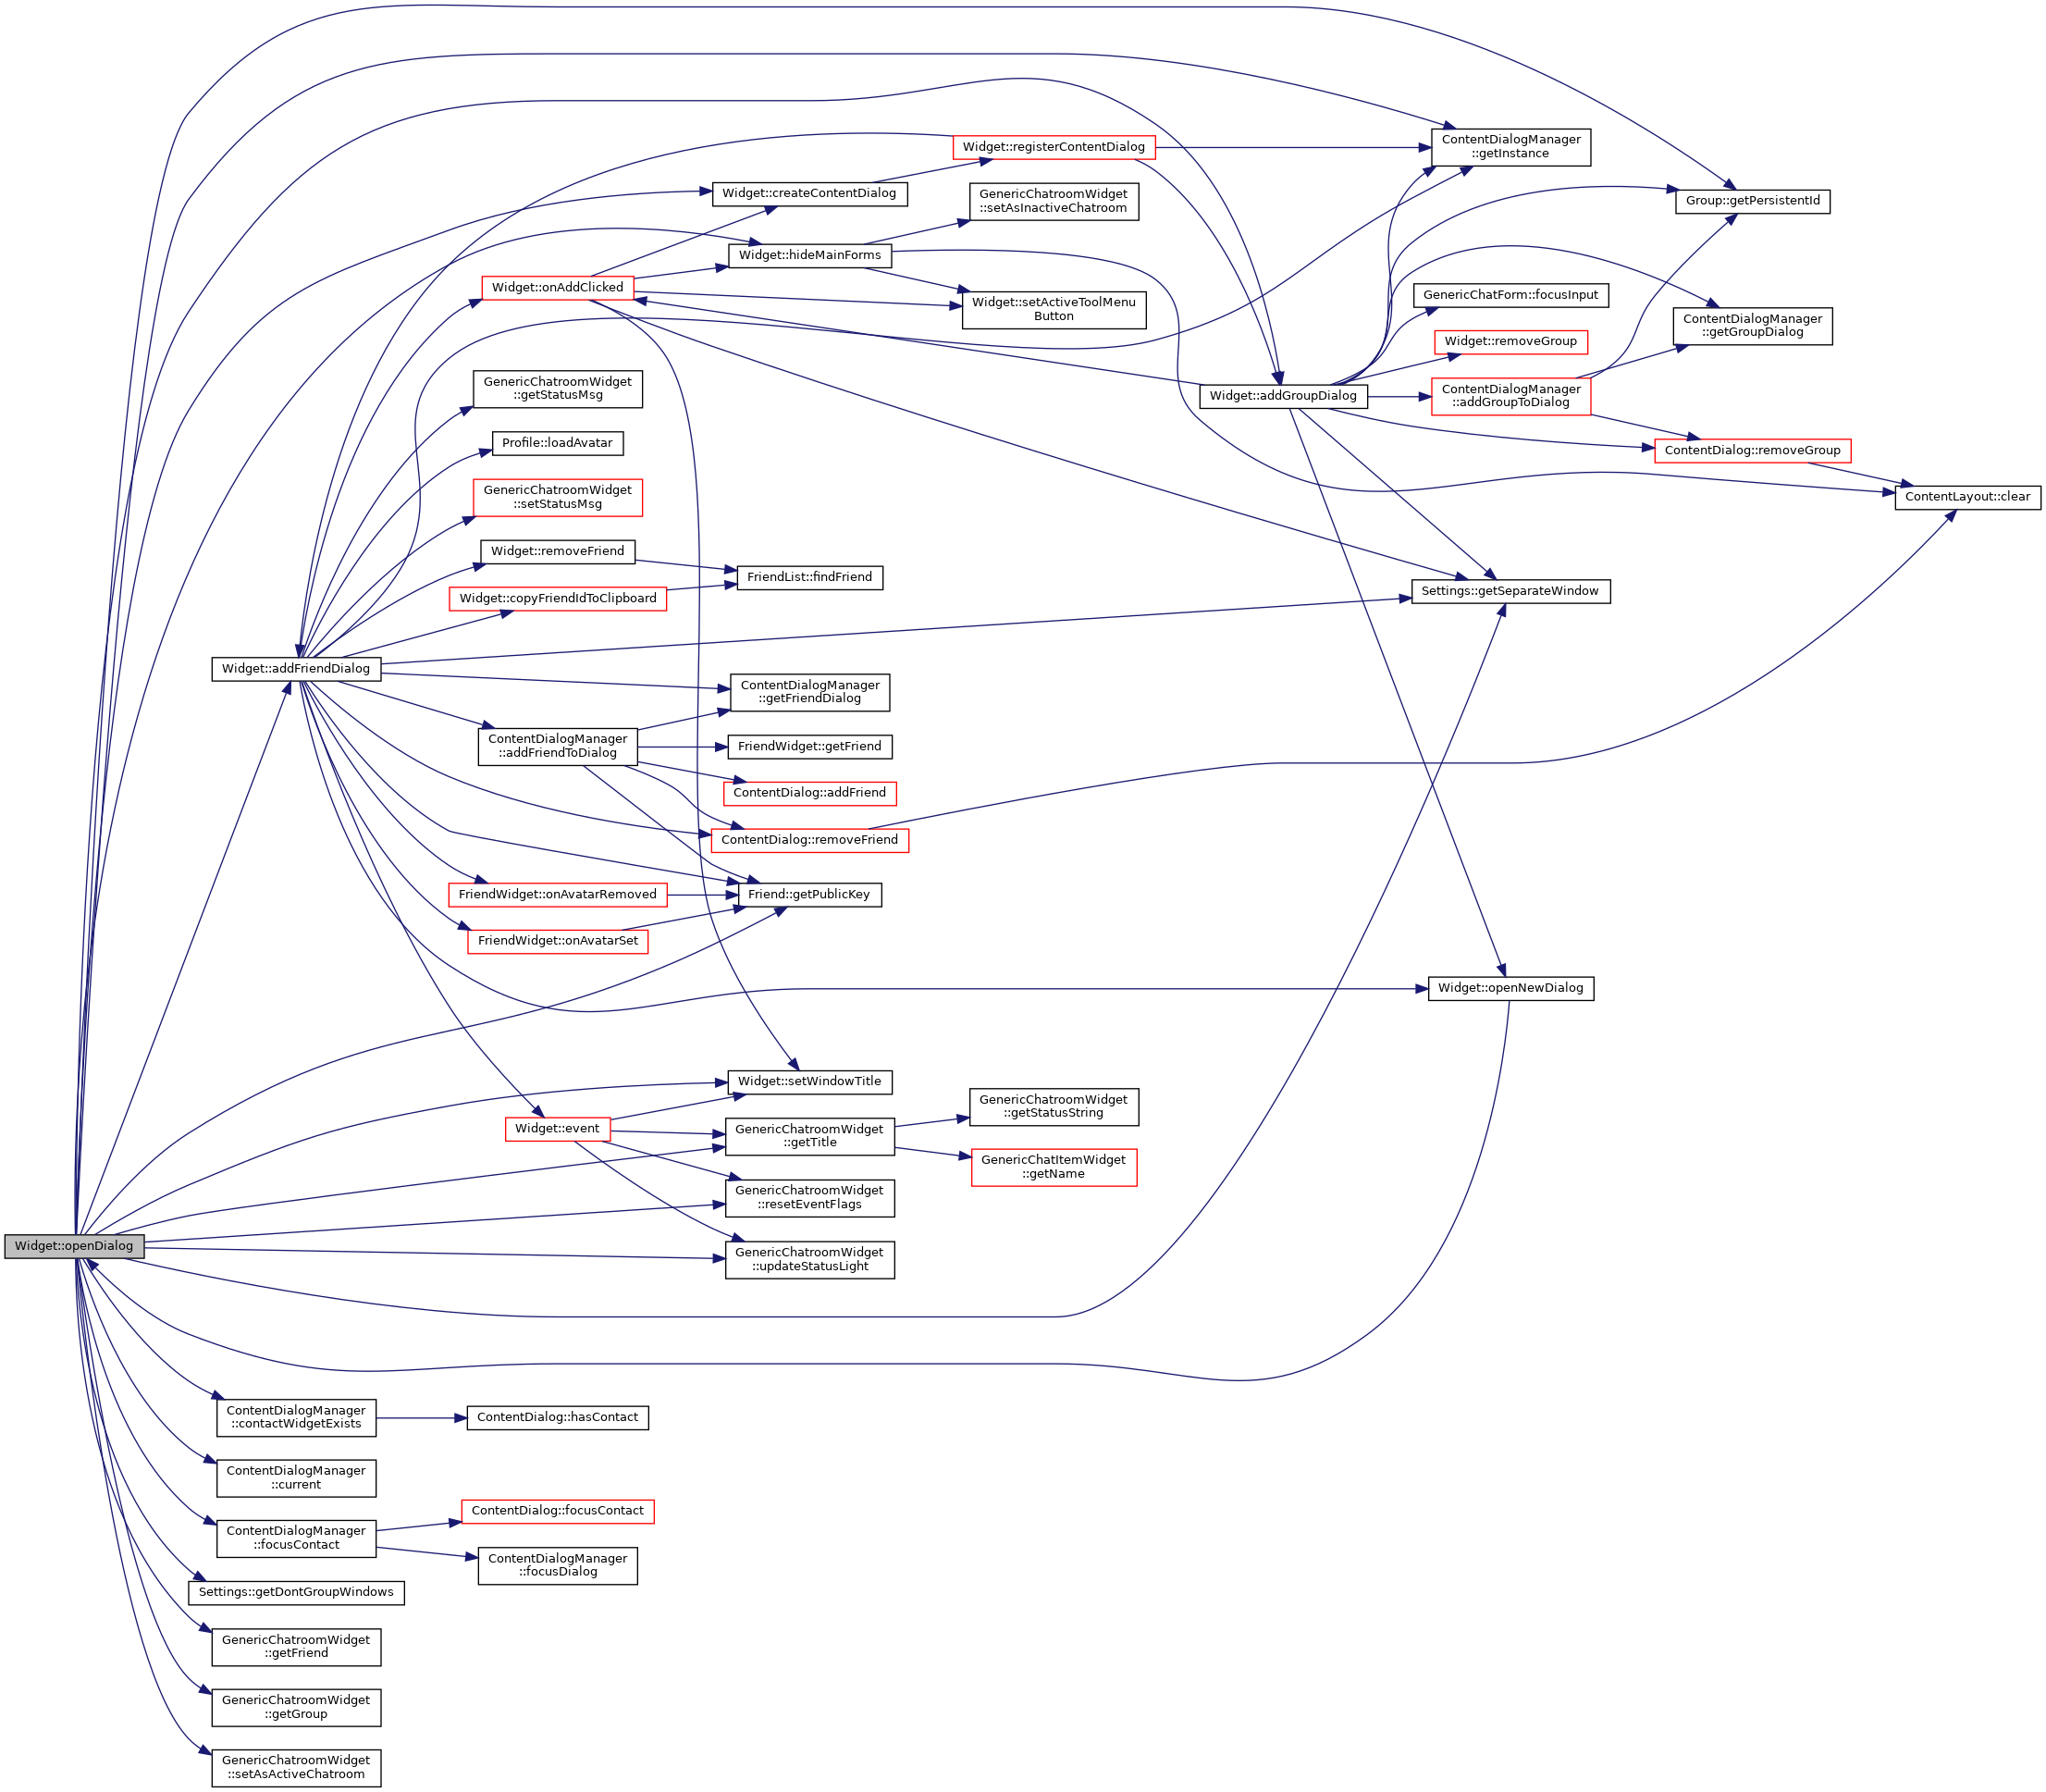 Widget::openDialog
Widget::addFriendDialog
ContentDialogManager
::contactWidgetExists
ContentDialogManager
::current
ContentDialogManager
::focusContact
Settings::getDontGroupWindows
GenericChatroomWidget
::getFriend
GenericChatroomWidget
::getGroup
GenericChatroomWidget
::setAsActiveChatroom
Widget::onAddClicked
GenericChatroomWidget
::getStatusMsg
Profile::loadAvatar
GenericChatroomWidget
::setStatusMsg
Widget::removeFriend
Widget::copyFriendIdToClipboard
ContentDialogManager
::addFriendToDialog
FriendWidget::onAvatarRemoved
FriendWidget::onAvatarSet
Widget::event
ContentDialog::hasContact
ContentDialog::focusContact
ContentDialogManager
::focusDialog
Widget::createContentDialog
Widget::hideMainForms
FriendList::findFriend
ContentDialogManager
::getFriendDialog
FriendWidget::getFriend
ContentDialog::addFriend
ContentDialog::removeFriend
Friend::getPublicKey
Widget::setWindowTitle
GenericChatroomWidget
::getTitle
GenericChatroomWidget
::resetEventFlags
GenericChatroomWidget
::updateStatusLight
Widget::registerContentDialog
GenericChatroomWidget
::setAsInactiveChatroom
Widget::setActiveToolMenu
Button
GenericChatroomWidget
::getStatusString
GenericChatItemWidget
::getName
Widget::addGroupDialog
ContentDialogManager
::getInstance
GenericChatForm::focusInput
Widget::removeGroup
ContentDialogManager
::addGroupToDialog
Settings::getSeparateWindow
Widget::openNewDialog
Group::getPersistentId
ContentDialogManager
::getGroupDialog
ContentDialog::removeGroup
ContentLayout::clear